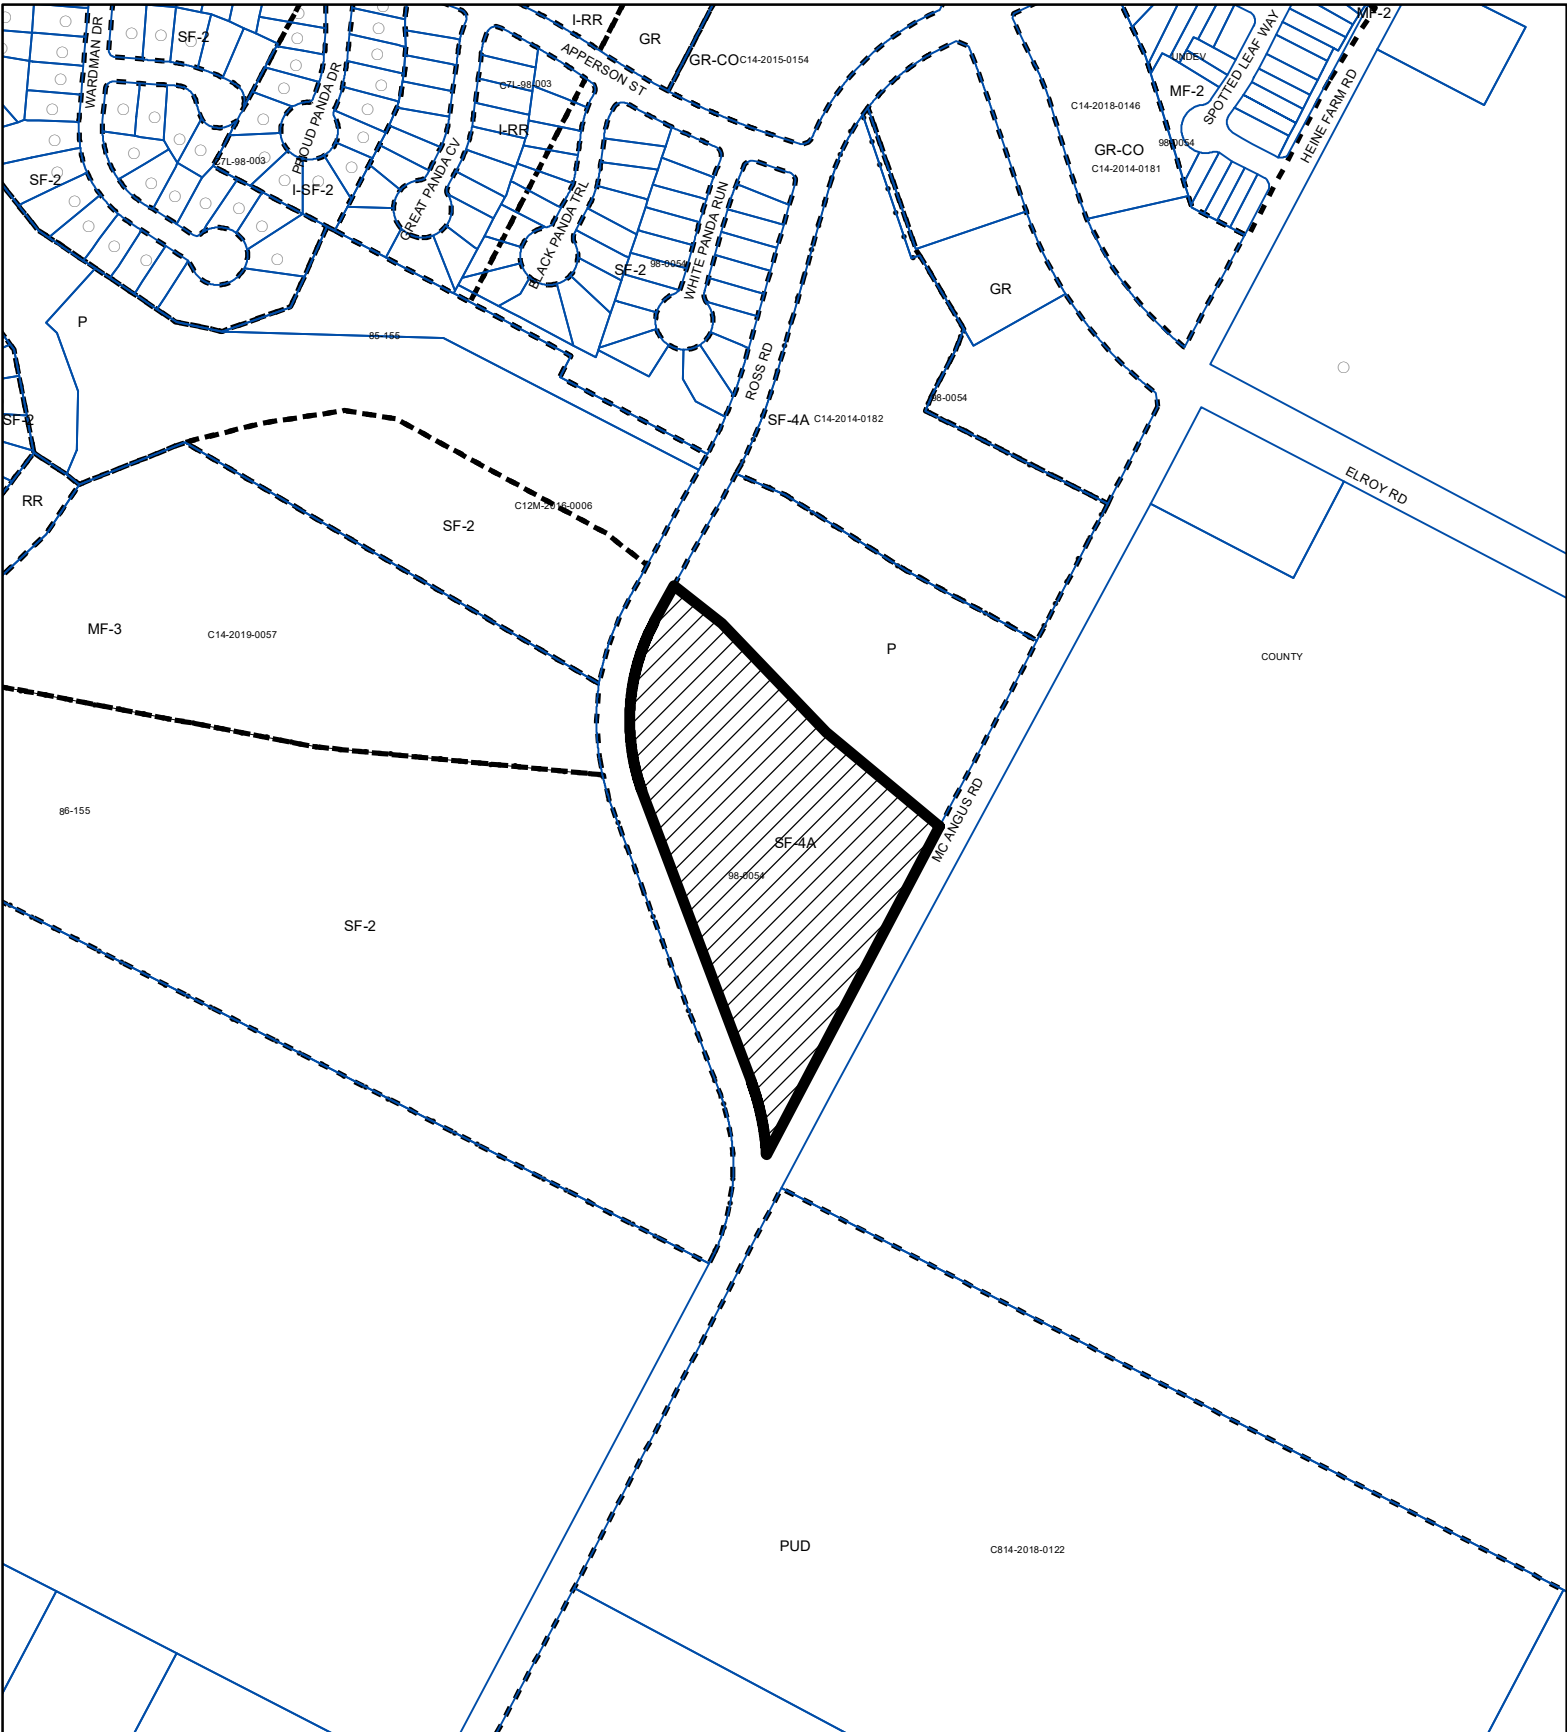 I-RR
MF-2
WARDMAN DR
SF-2
GR
APPERSON ST
GR-CO
C14-2015-0154
UNDEV
SPOTTED LEAF WAY
PROUD PANDA DR
C7L-98-003
MF-2
C14-2018-0146
HEINE FARM RD
I-RR
98-0054
GR-CO
C14-2014-0181
C7L-98-003
SF-2
I-SF-2
GREAT PANDA CV
BLACK PANDA TRL
WHITE PANDA RUN
SF-2
98-0054
GR
P
85-155
ROSS RD
98-0054
SF-2
SF-4A
C14-2014-0182
ELROY RD
RR
SF-2
C12M-2016-0006
MF-3
C14-2019-0057
P
COUNTY
86-155
MC ANGUS RD
SF-4A
98-0054
SF-2
PUD
C814-2018-0122